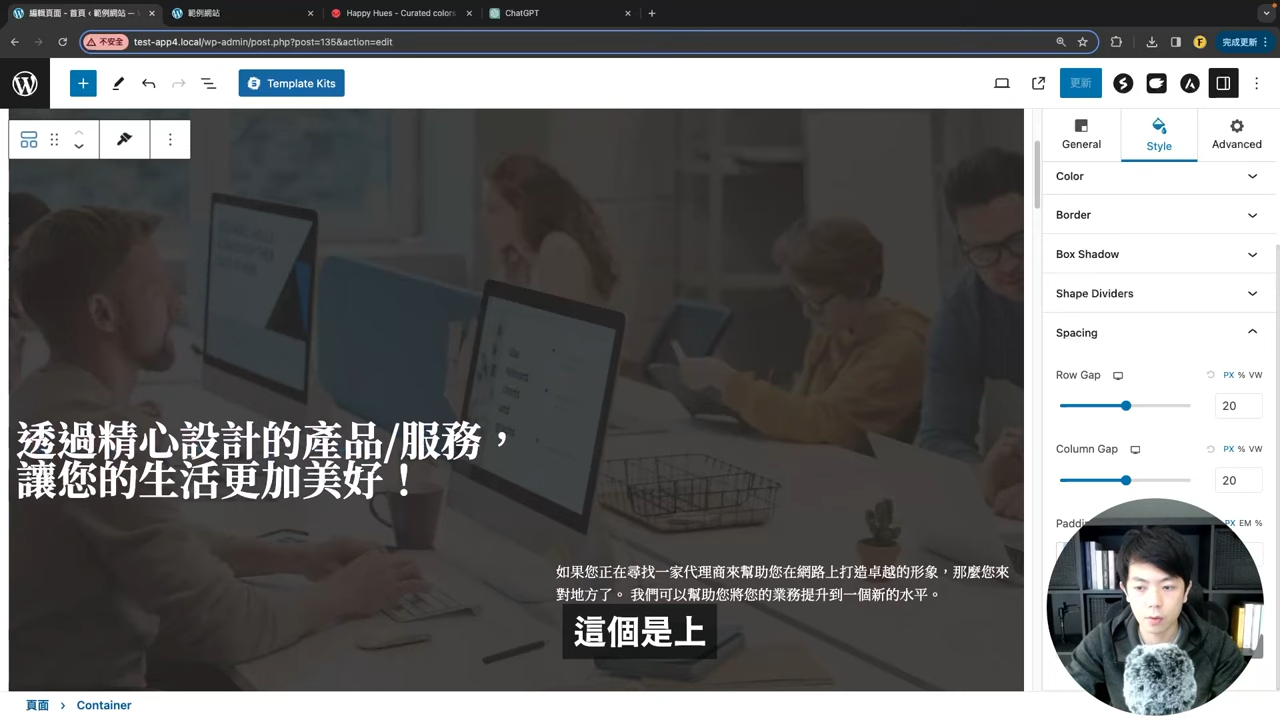 編輯頁面 - 首頁 ‹ 範例網站 —
範例網站
Happy Hues - Curated colors
ChatGPT
不安全
test-app4.local/wp-admin/post.php?post=135&action=edit
F
完成更新
Template Kits
更新
General
Style
Advanced
Color
Border
Box Shadow
Shape Dividers
Spacing
Row Gap
PX % VW
20
Column Gap
PX % VW
20
PX EM %
透過精心設計的產品/服務，
讓您的生活更加美好！
如果您正在尋找一家代理商來幫助您在網路上打造卓越的形象，那麼您來
對地方了。 我們可以幫助您將您的業務提升到一個新的水平。
這個是上
頁面 › Container